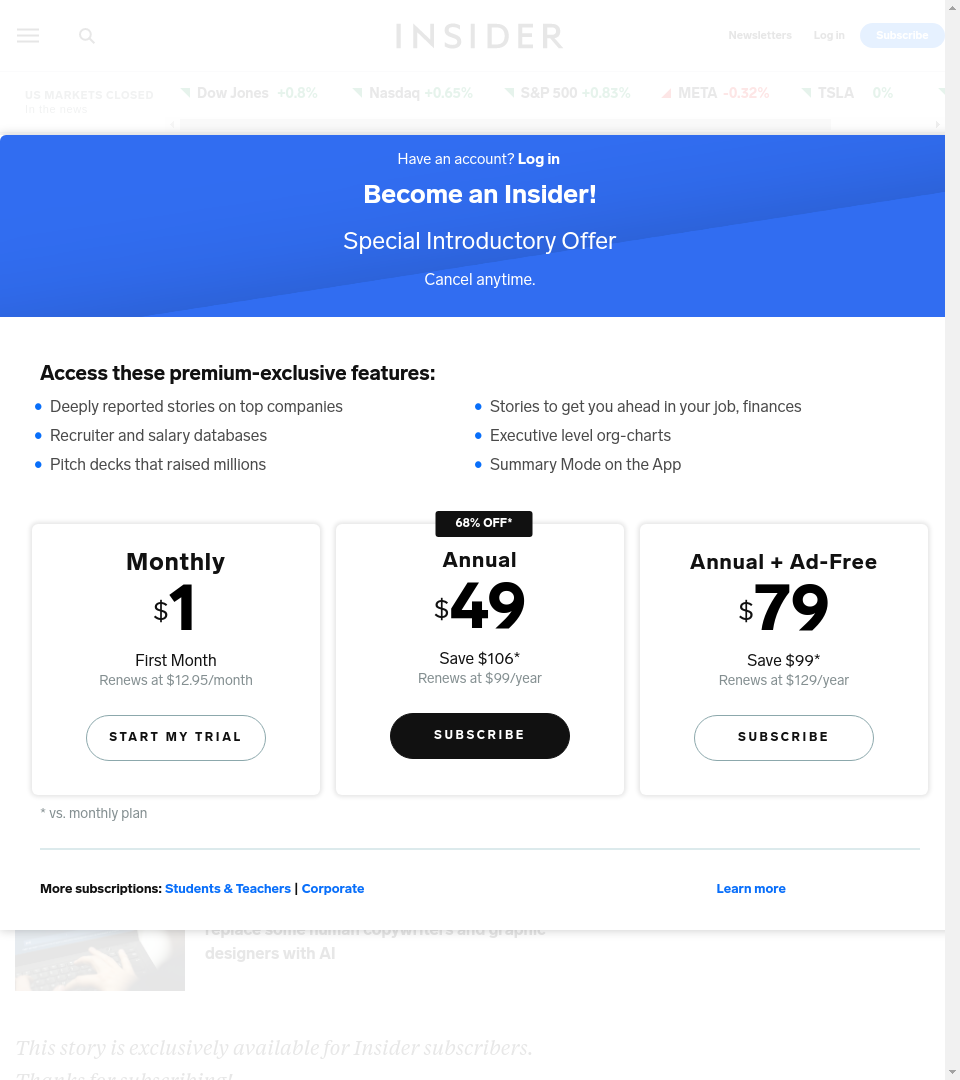 INSIDER
Newsletters
Log in
Subscribe
US MARKETS CLOSED
In the news
Dow Jones +0.8%
Nasdaq +0.65%
S&P 500 +0.83%
META -0.32%
TSLA 0%
Have an account? Log in
Become an Insider!
Special Introductory Offer
Cancel anytime.
Access these premium-exclusive features:
Deeply reported stories on top companies
Recruiter and salary databases
Pitch decks that raised millions
Stories to get you ahead in your job, finances
Executive level org-charts
Summary Mode on the App
Monthly
$1
First Month
Renews at $12.95/month
START MY TRIAL
68% OFF*
Annual
$49
Save $106*
Renews at $99/year
SUBSCRIBE
Annual + Ad-Free
$79
Save $99*
Renews at $129/year
SUBSCRIBE
* vs. monthly plan
More subscriptions: Students & Teachers | Corporate
Learn more
replace some human copywriters and graphic
designers with AI
This story is exclusively available for Insider subscribers.
Thanks for subscribing!